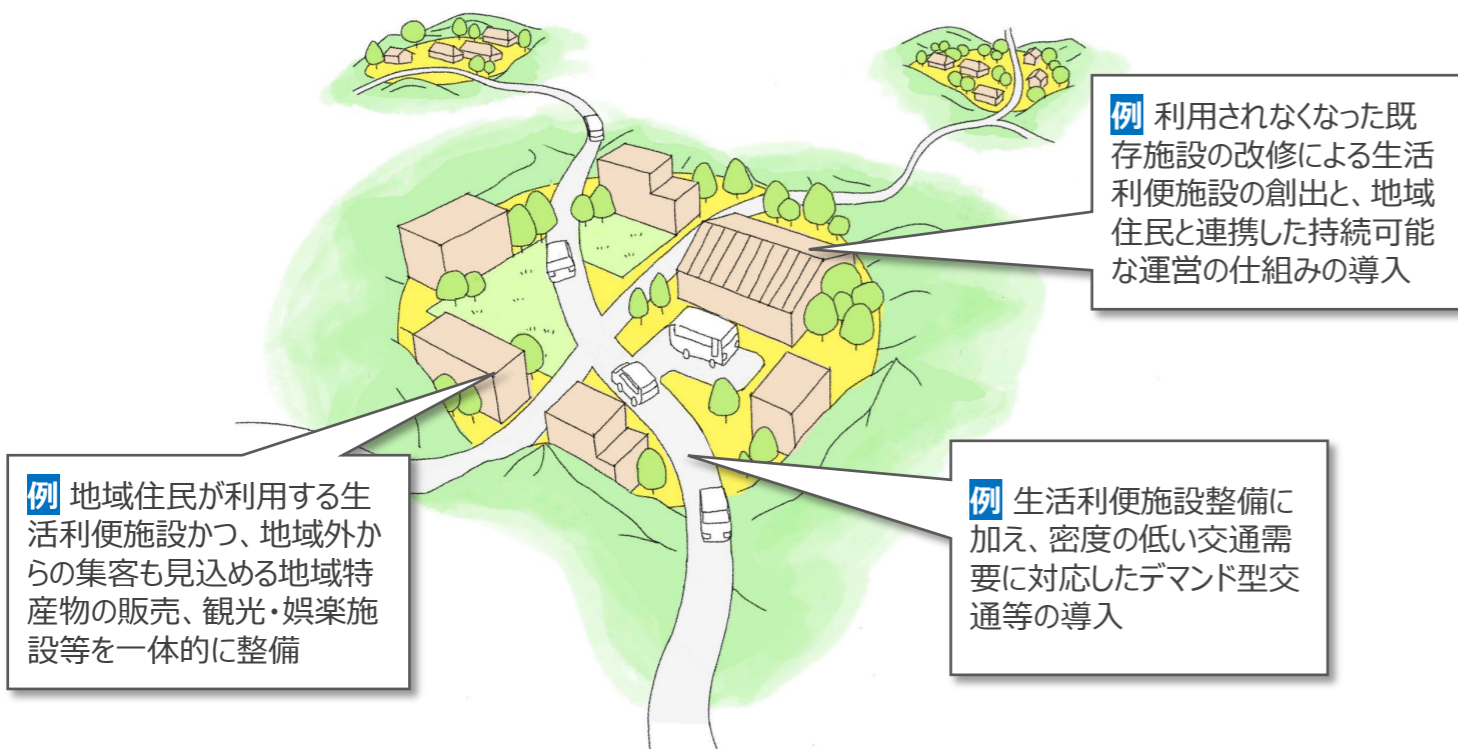 例 利用されなくなった既
存施設の改修による生活
利便施設の創出と、地域
住民と連携した持続可能
な運営の仕組みの導入
例 地域住民が利用する生
活利便施設かつ、地域外か
らの集客も見込める地域特
産物の販売、観光・娯楽施
設等を一体的に整備
例 生活利便施設整備に
加え、密度の低い交通需
要に対応したデマンド型交
通等の導入